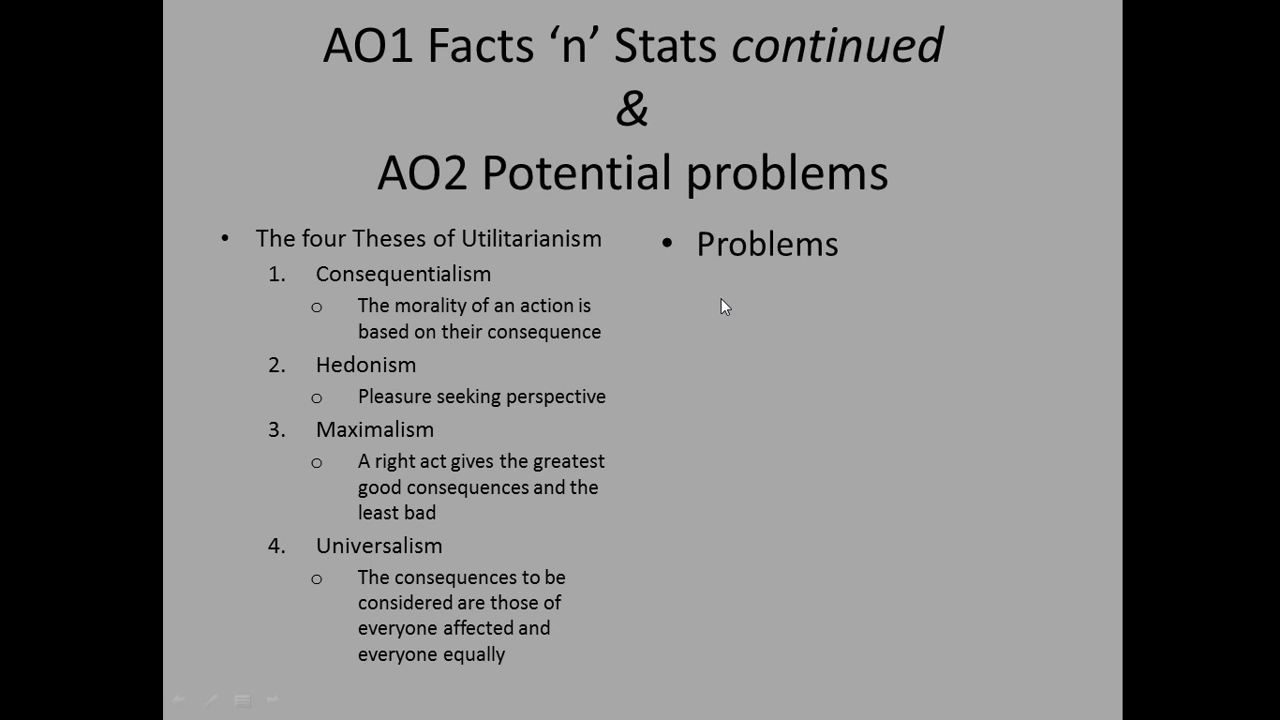 AO1 Facts ‘n’ Stats continued
&
AO2 Potential problems
• The four Theses of Utilitarianism
1. Consequentialism
o The morality of an action is
based on their consequence
2. Hedonism
o Pleasure seeking perspective
3. Maximalism
o A right act gives the greatest
good consequences and the
least bad
4. Universalism
o The consequences to be
considered are those of
everyone affected and
everyone equally
• Problems